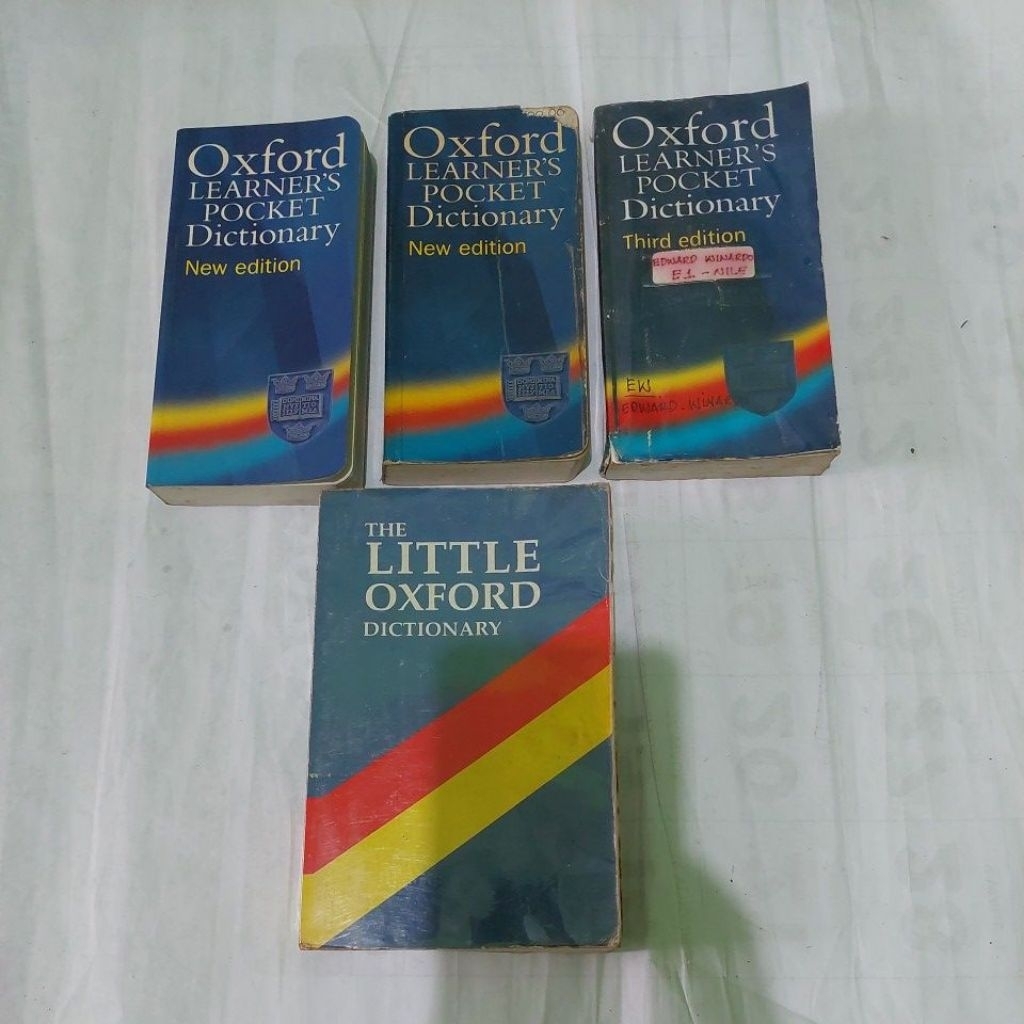 Oxford
LEARNER'S
POCKET
Dictionary
New edition
Oxford
LEARNER'S
POCKET
Dictionary
New edition
Oxford
LEARNER'S
POCKET
Dictionary
Third edition
EDWARD WINARDO
E1 - NILE
EW
EDWARD.
THE
LITTLE
OXFORD
DICTIONARY